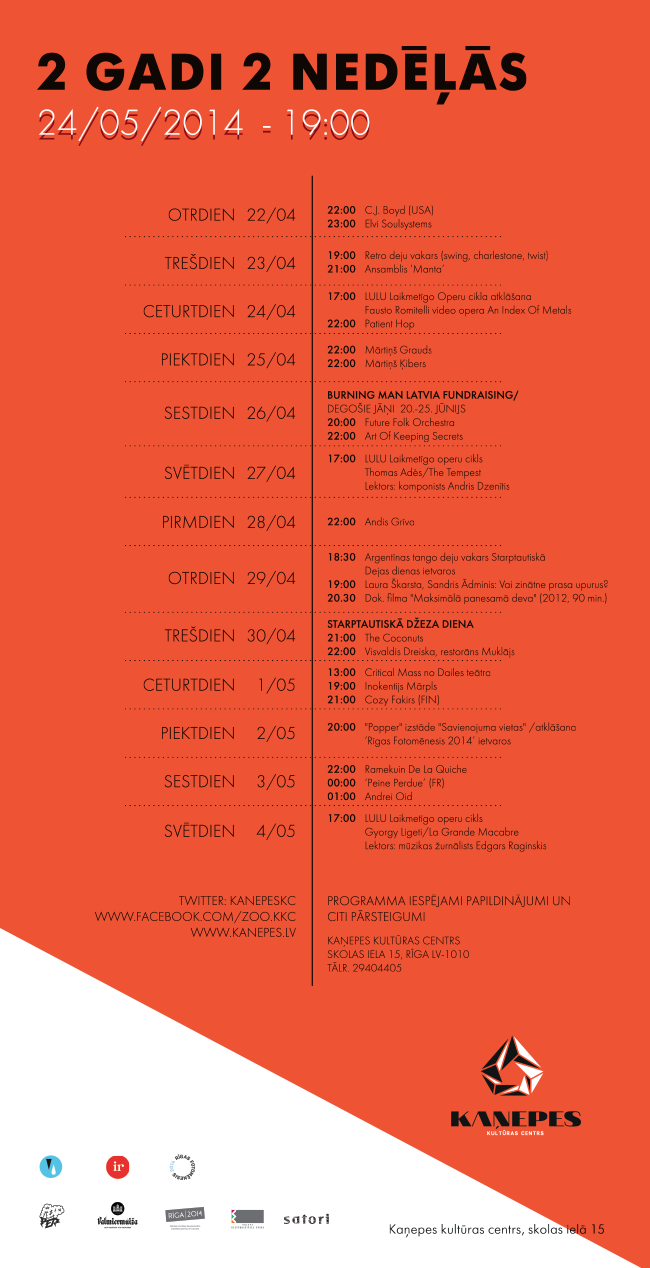 2 GADI 2 NEDĒĻĀS
24/05/2014 - 19:00
OTRDIEN 22/04
22:00 C.J. Boyd (USA)
23:00 Elvi Soulsystems
TREŠDIEN 23/04
19:00 Retro deju vakars (swing, charlestone, twist)
21:00 Ansamblis ‘Manta’
CETURTDIEN 24/04
17:00 LULU Laikmetīgo Operu cikla atklāšana
Fausto Romitelli video opera An Index Of Metals
22:00 Patient Hop
PIEKTDIEN 25/04
22:00 Mārtiņš Grauds
22:00 Mārtiņš Ķibers
SESTDIEN 26/04
BURNING MAN LATVIA FUNDRAISING/
DEGOŠIE JĀŅI 20.-25. JŪNIJS
20:00 Future Folk Orchestra
22:00 Art Of Keeping Secrets
SVĒTDIEN 27/04
17:00 LULU Laikmetīgo operu cikls
Thomas Adès/The Tempest
Lektors: komponists Andris Dzenītis
PIRMDIEN 28/04
22:00 Andis Grīva
OTRDIEN 29/04
18:30 Argentīnas tango deju vakars Starptautiskā
Dejas dienas ietvaros
19:00 Laura Škarsta, Sandris Ādminis: Vai zinātne prasa upurus?
20.30 Dok. filma "Maksimālā panesamā deva" (2012, 90 min.)
TREŠDIEN 30/04
STARPTAUTISKĀ DŽEZA DIENA
21:00 The Coconuts
22:00 Visvaldis Dreiska, restorāns Muklājs
CETURTDIEN 1/05
13:00 Critical Mass no Dailes teātra
19:00 Inokentijs Mārpls
21:00 Cozy Fakirs (FIN)
PIEKTDIEN 2/05
20:00 "Popper" izstāde "Savienojuma vietas" /atklāšana
‘Rīgas Fotomēnesis 2014’ ietvaros
SESTDIEN 3/05
22:00 Ramekuin De La Quiche
00:00 ‘Peine Perdue’ (FR)
01:00 Andrei Oid
SVĒTDIEN 4/05
17:00 LULU Laikmetīgo operu cikls
Gyorgy Ligeti/La Grande Macabre
Lektors: mūzikas žurnālists Edgars Raginskis
TWITTER: KANEPESKC
WWW.FACEBOOK.COM/ZOO.KKC
WWW.KANEPES.LV
PROGRAMMA IESPĒJAMI PAPILDINĀJUMI UN
CITI PĀRSTEIGUMI
KAŅEPES KULTŪRAS CENTRS
SKOLAS IELA 15, RĪGA LV-1010
TĀLR. 29404405
KAŅEPES
KULTŪRAS CENTRS
ir
RĪGAS FOTOMĒNESIS
Valmiermuiža
RĪGA 2014
satori
Kaņepes kultūras centrs, skolas ielā 15